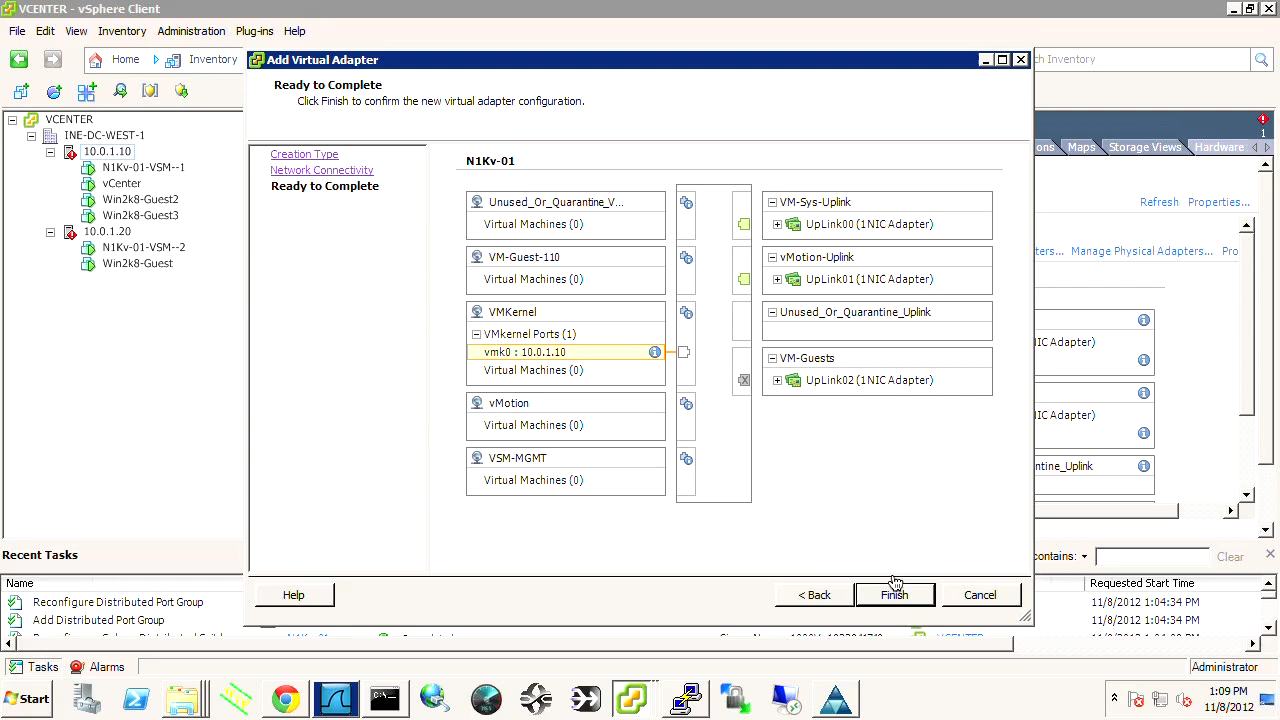 VCENTER - vSphere Client
File Edit View Inventory Administration Plug-ins Help
Home Inventory
ch Inventory
Add Virtual Adapter
Ready to Complete
Click Finish to confirm the new virtual adapter configuration.
VCENTER
INE-DC-WEST-1
10.0.1.10
N1Kv-01-VSM--1
vCenter
Win2k8-Guest2
Win2k8-Guest3
10.0.1.20
N1Kv-01-VSM--2
Win2k8-Guest
Creation Type
Network Connectivity
Ready to Complete
N1Kv-01
Unused_Or_Quarantine_V...
Virtual Machines (0)
VM-Guest-110
Virtual Machines (0)
VMKernel
VMkernel Ports (1)
vmk0 : 10.0.1.10
Virtual Machines (0)
vMotion
Virtual Machines (0)
VSM-MGMT
Virtual Machines (0)
VM-Sys-Uplink
UpLink00 (1 NIC Adapter)
vMotion-Uplink
UpLink01 (1 NIC Adapter)
Unused_Or_Quarantine_Uplink
VM-Guests
UpLink02 (1 NIC Adapter)
1
ons Maps Storage Views Hardware
Refresh Properties...
ters... Manage Physical Adapters... Pro
NIC Adapter)
NIC Adapter)
ntine_Uplink
Help < Back Finish Cancel
Recent Tasks
contains: Clear
Name Requested Start Time
Reconfigure Distributed Port Group 11/8/2012 1:04:34 PM
Add Distributed Port Group 11/8/2012 1:04:34 PM
Tasks Alarms Administrator
Start
1:09 PM
11/8/2012